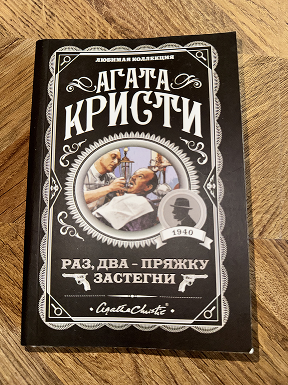 ЛЮБИМАЯ КОЛЛЕКЦИЯ
АГАТА
КРИСТИ
1940
РАЗ, ДВА – ПРЯЖКУ
ЗАСТЕГНИ
Agatha Christie